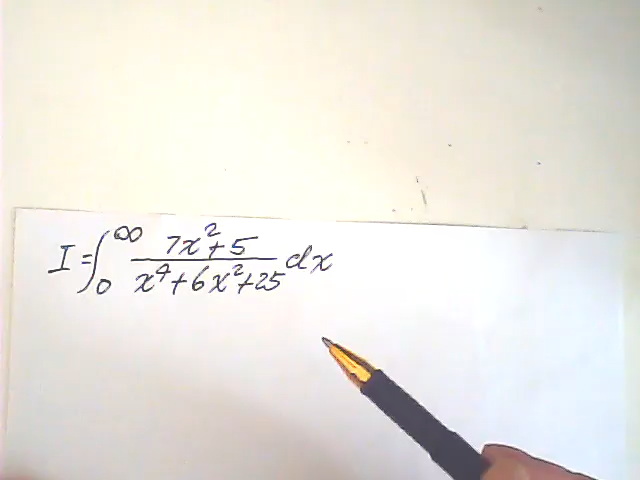 I = ∫₀^∞ (7x² + 5)/(x⁴ + 6x² + 25) dx